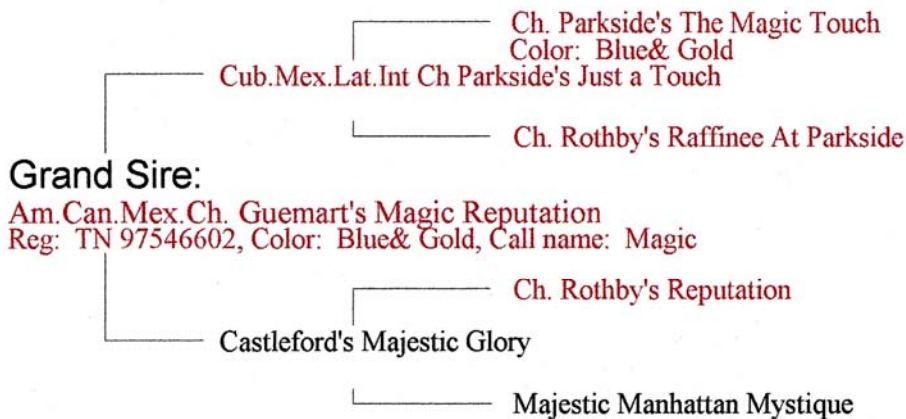 Ch. Parkside's The Magic Touch
Color: Blue& Gold
Cub.Mex.Lat.Int Ch Parkside's Just a Touch
Ch. Rothby's Raffinee At Parkside
Grand Sire:
Am.Can.Mex.Ch. Guemart's Magic Reputation
Reg: TN 97546602, Color: Blue& Gold, Call name: Magic
Ch. Rothby's Reputation
Castleford's Majestic Glory
Majestic Manhattan Mystique